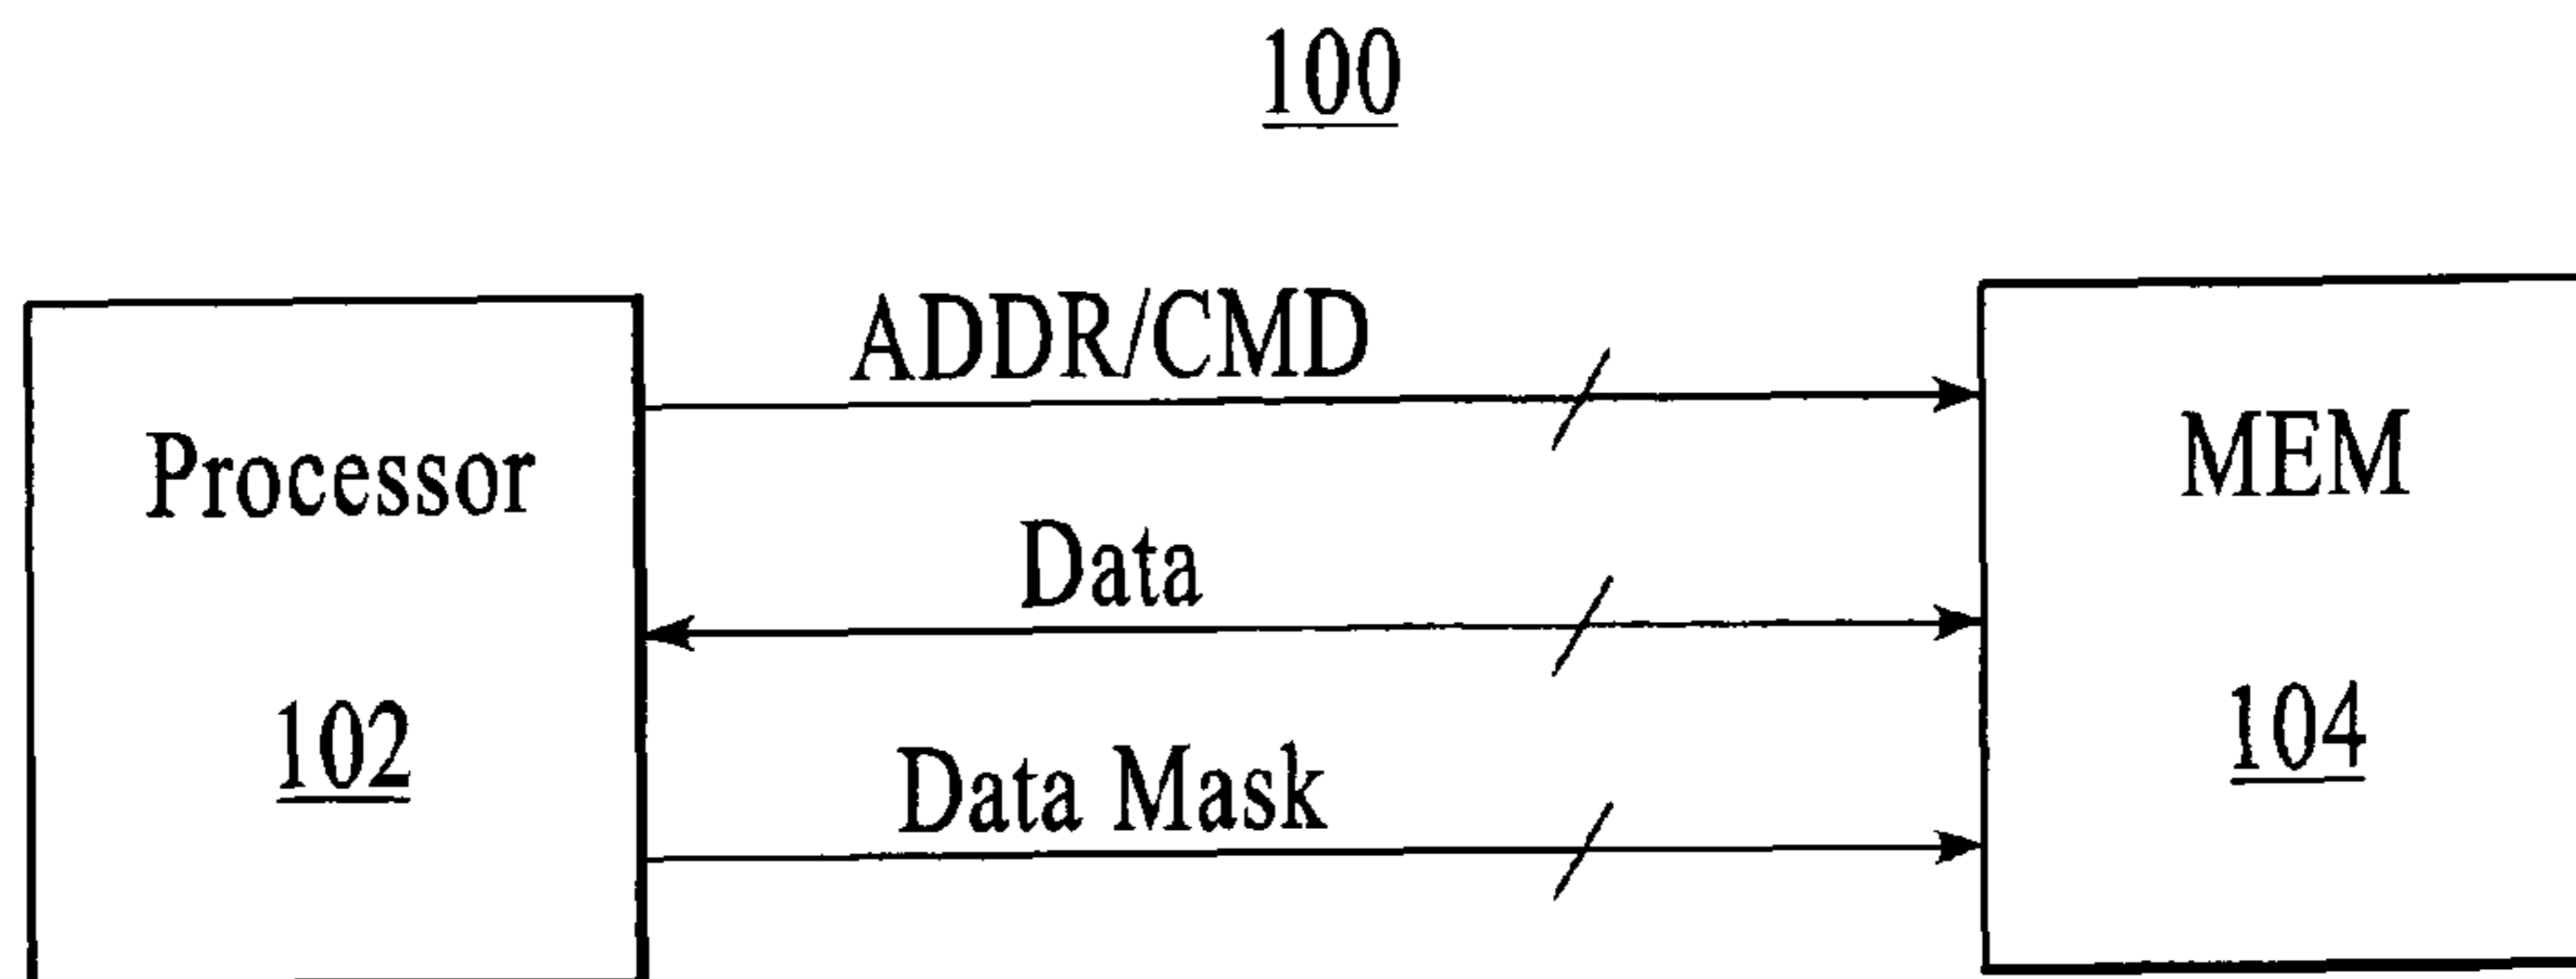 100
ADDR/CMD
Processor
MEM
Data
102
104
Data Mask